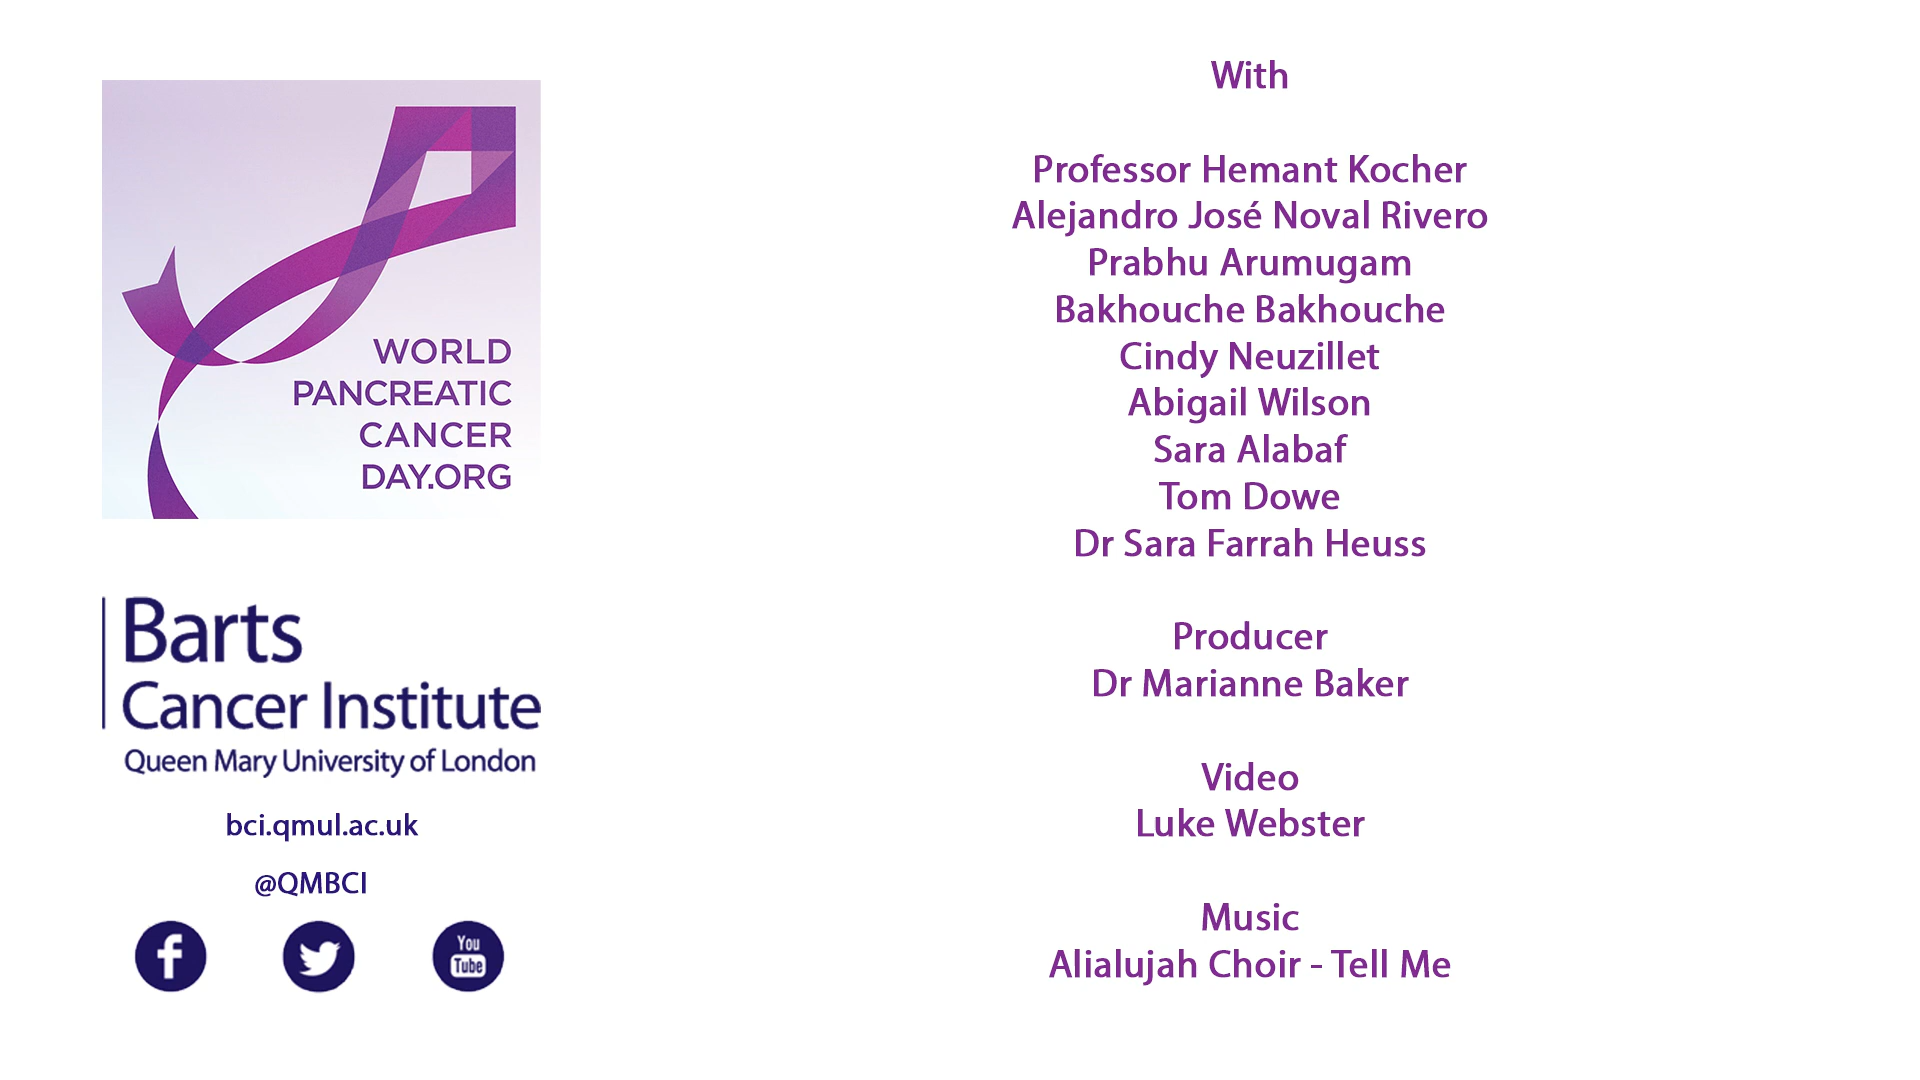 WORLD
PANCREATIC
CANCER
DAY.ORG
Barts
Cancer Institute
Queen Mary University of London
bci.qmul.ac.uk
@QMBCI
f
You
Tube
With
Professor Hemant Kocher
Alejandro José Noval Rivero
Prabhu Arumugam
Bakhouche Bakhouche
Cindy Neuzillet
Abigail Wilson
Sara Alabaf
Tom Dowe
Dr Sara Farrah Heuss
Producer
Dr Marianne Baker
Video
Luke Webster
Music
Alialujah Choir - Tell Me